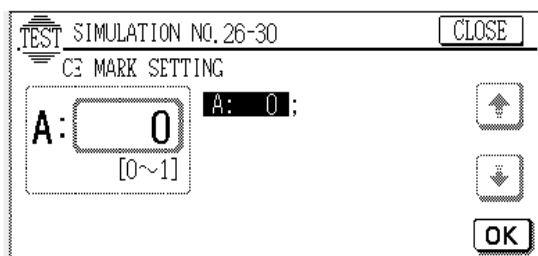 TEST SIMULATION NO.26-30 CLOSE
CE MARK SETTING
A: 0 A: 0 ;
[0~1]
OK